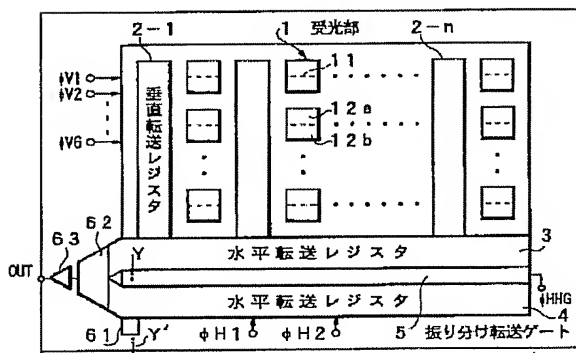 2-1
1 受光部
2-n
11
φV1
φV2
12a
12b
φVG
垂直転送レジスタ
62
63
Y
水平転送レジスタ
3
OUT
水平転送レジスタ
φHHG
4
61
Y'
φH1
φH2
5 振り分け転送ゲート